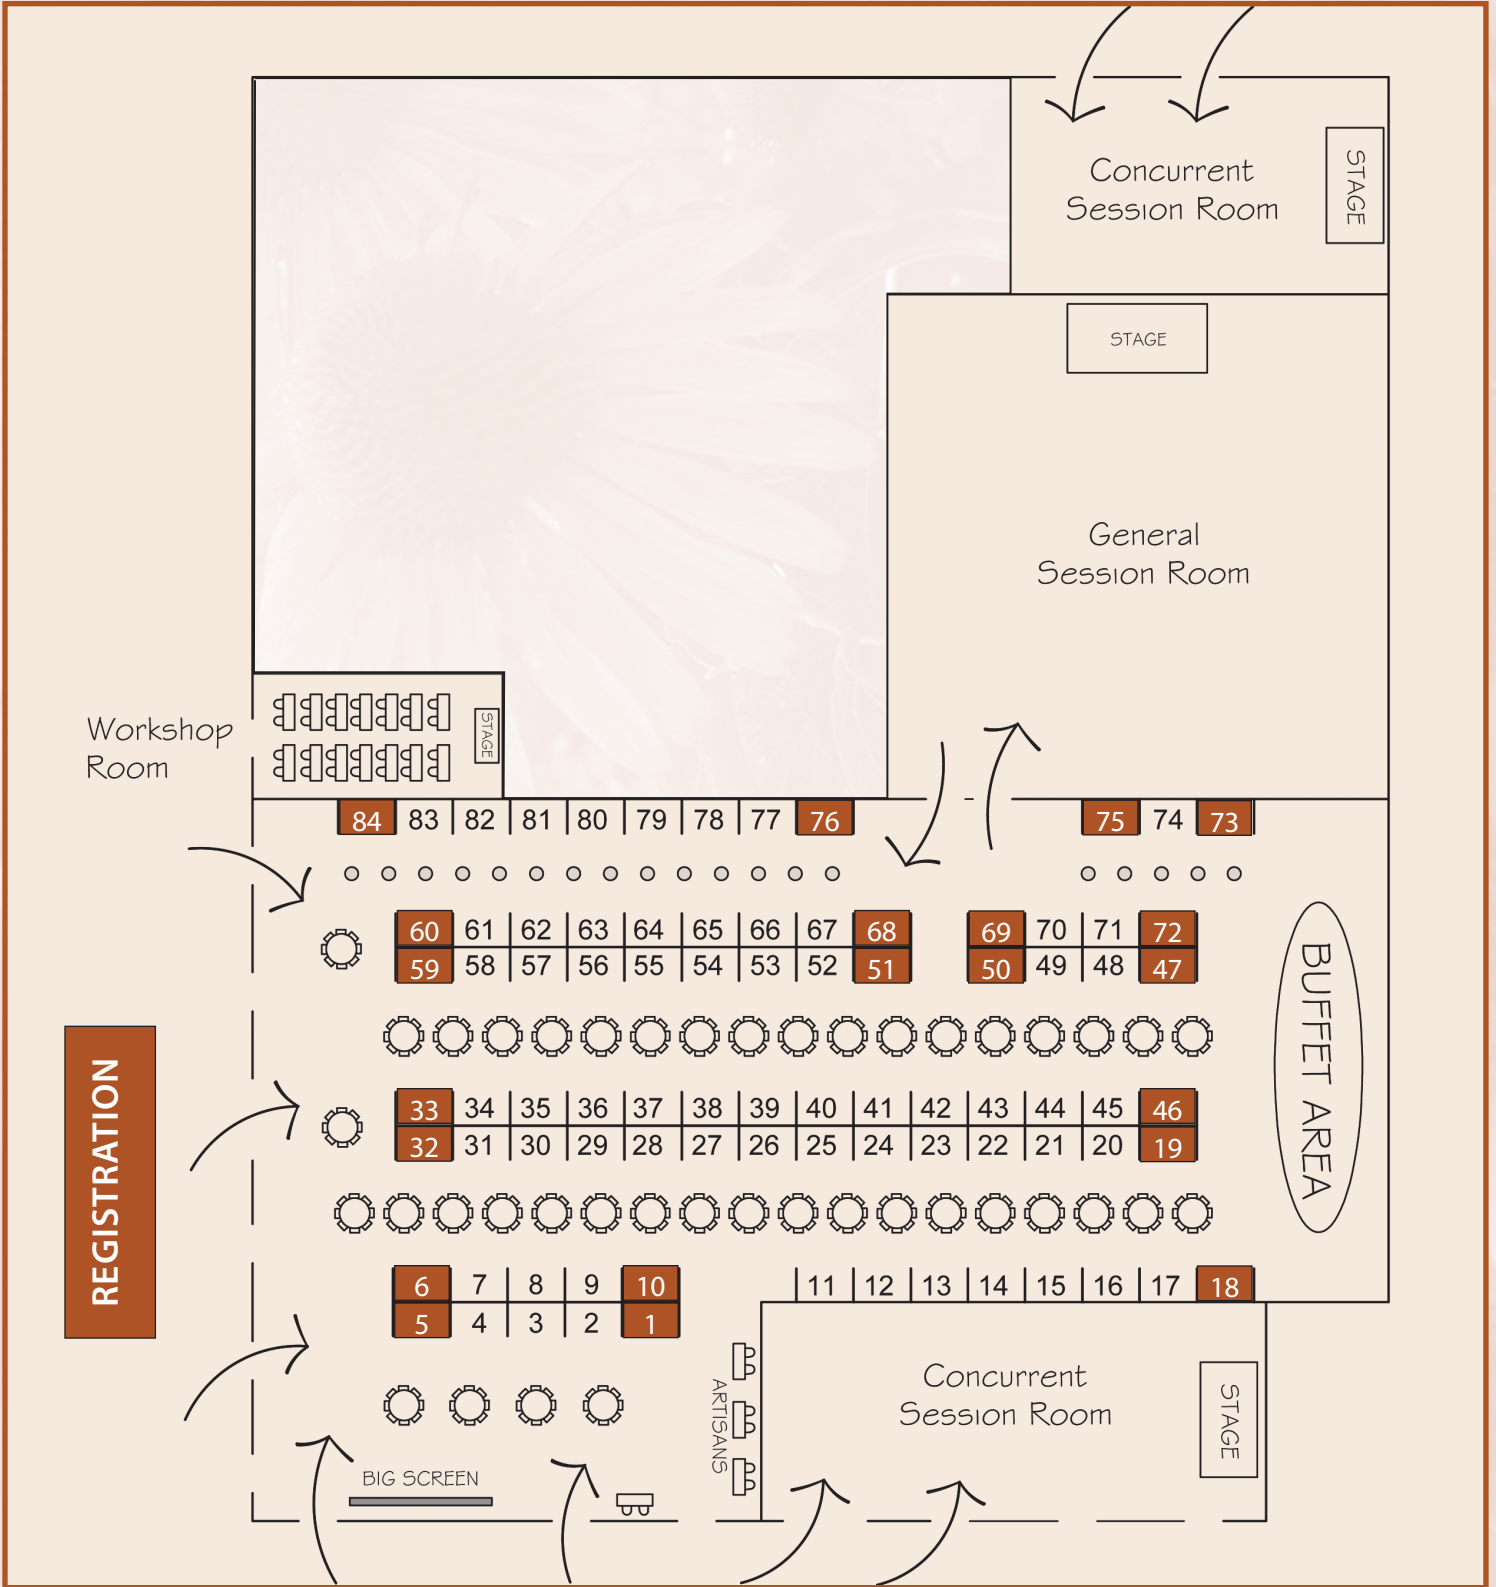 Concurrent
Session Room
STAGE
STAGE
General
Session Room
Workshop
Room
STAGE
84 83 82 81 80 79 78 77 76 75 74 73
60 61 62 63 64 65 66 67 68 69 70 71 72
59 58 57 56 55 54 53 52 51 50 49 48 47
BUFFET AREA
REGISTRATION
33 34 35 36 37 38 39 40 41 42 43 44 45 46
32 31 30 29 28 27 26 25 24 23 22 21 20 19
6 7 8 9 10 11 12 13 14 15 16 17 18
5 4 3 2 1
ARTISANS
Concurrent
Session Room
STAGE
BIG SCREEN